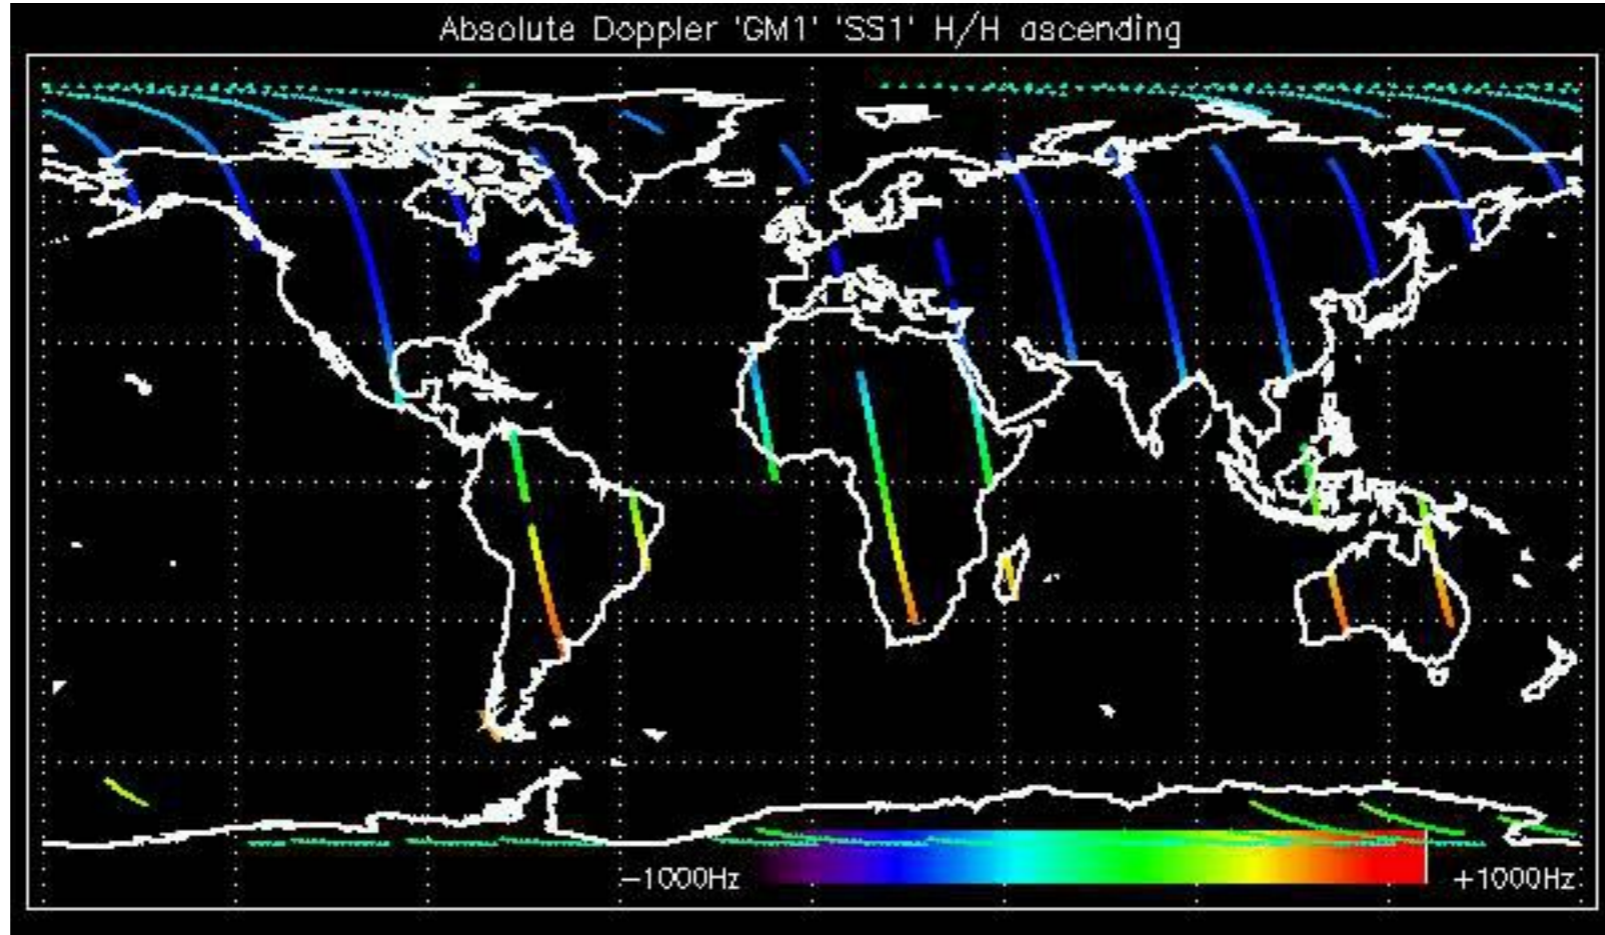 Absolute Doppler 'GM1' 'SS1' H/H ascending
−1000Hz
+1000Hz